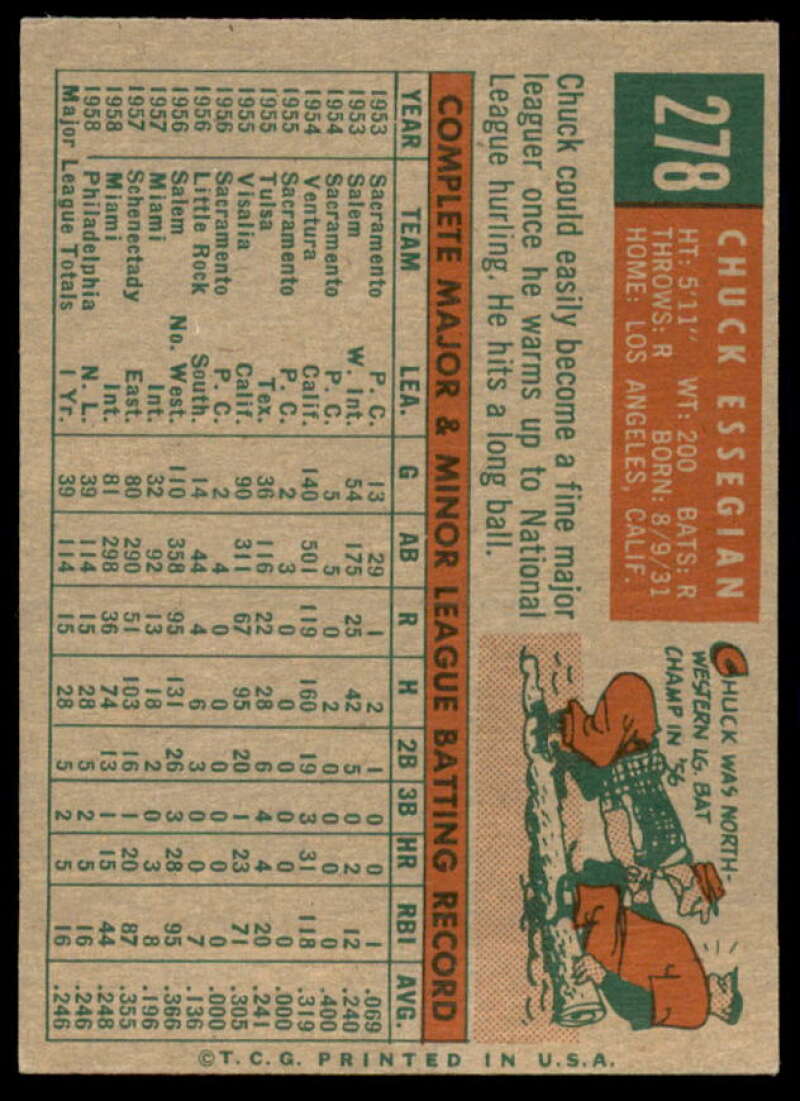 278
CHUCK ESSEGIAN
HT: 5'11" WT: 200 BATS: R
THROWS: R BORN: 8/9/31
HOME: LOS ANGELES, CALIF.
CHUCK WAS NORTH-
WESTERN LG. BAT
CHAMP IN '56
Chuck could easily become a fine major
leaguer once he warms up to National
League hurling. He hits a long ball.
COMPLETE MAJOR & MINOR LEAGUE BATTING RECORD
YEAR TEAM LEA. G AB R H 2B 3B HR RBI AVG.
1953 Sacramento P. C. 13 29 1 2 1 0 0 1 .069
1953 Salem W. Int. 54 175 25 42 5 0 2 12 .240
1954 Sacramento P. C. 5 5 0 2 0 0 0 0 .400
1954 Ventura Calif. 140 501 119 160 19 3 31 118 .319
1955 Sacramento P. C. 2 3 0 0 0 0 0 0 .000
1955 Tulsa Tex. 36 116 22 28 6 4 4 20 .241
1955 Visalia Calif. 90 311 67 95 20 1 23 71 .305
1956 Sacramento P. C. 2 4 0 0 0 0 0 0 .000
1956 Little Rock South. 14 44 4 6 3 0 0 7 .136
1956 Salem No. West. 110 358 95 131 26 3 28 95 .366
1957 Miami Int. 32 92 13 18 2 0 3 8 .196
1957 Schenectady East. 80 290 51 103 16 1 20 87 .355
1958 Miami Int. 81 298 36 74 13 1 15 44 .248
1958 Philadelphia N. L. 39 114 15 28 5 2 5 16 .246
Major League Totals 1 Yr. 39 114 15 28 5 2 5 16 .246
©T.C.G. PRINTED IN U.S.A.